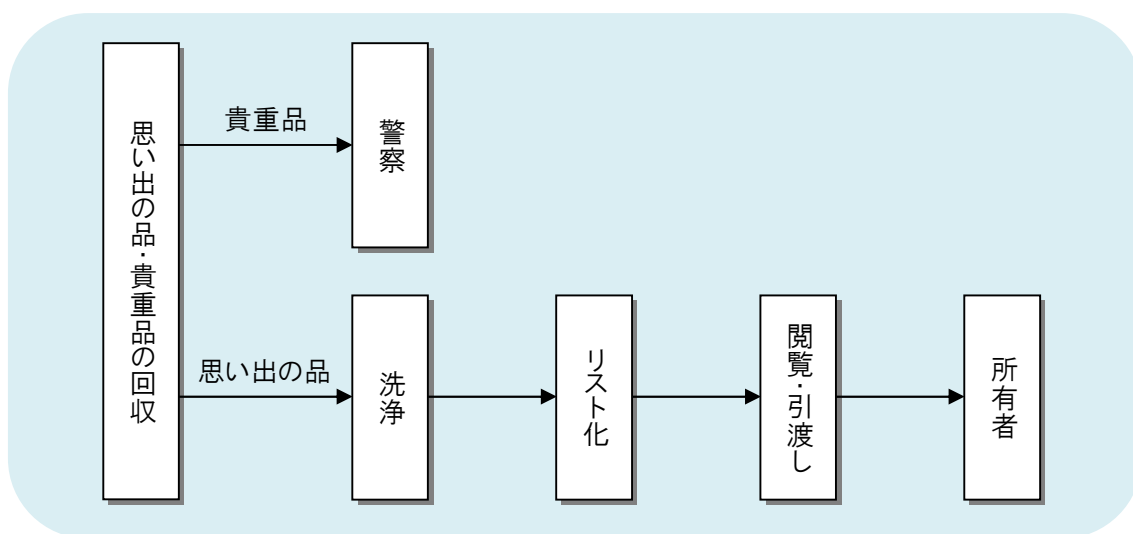 思い出の品・貴重品の回収
貴重品
警察
思い出の品
洗浄
リスト化
閲覧・引渡し
所有者